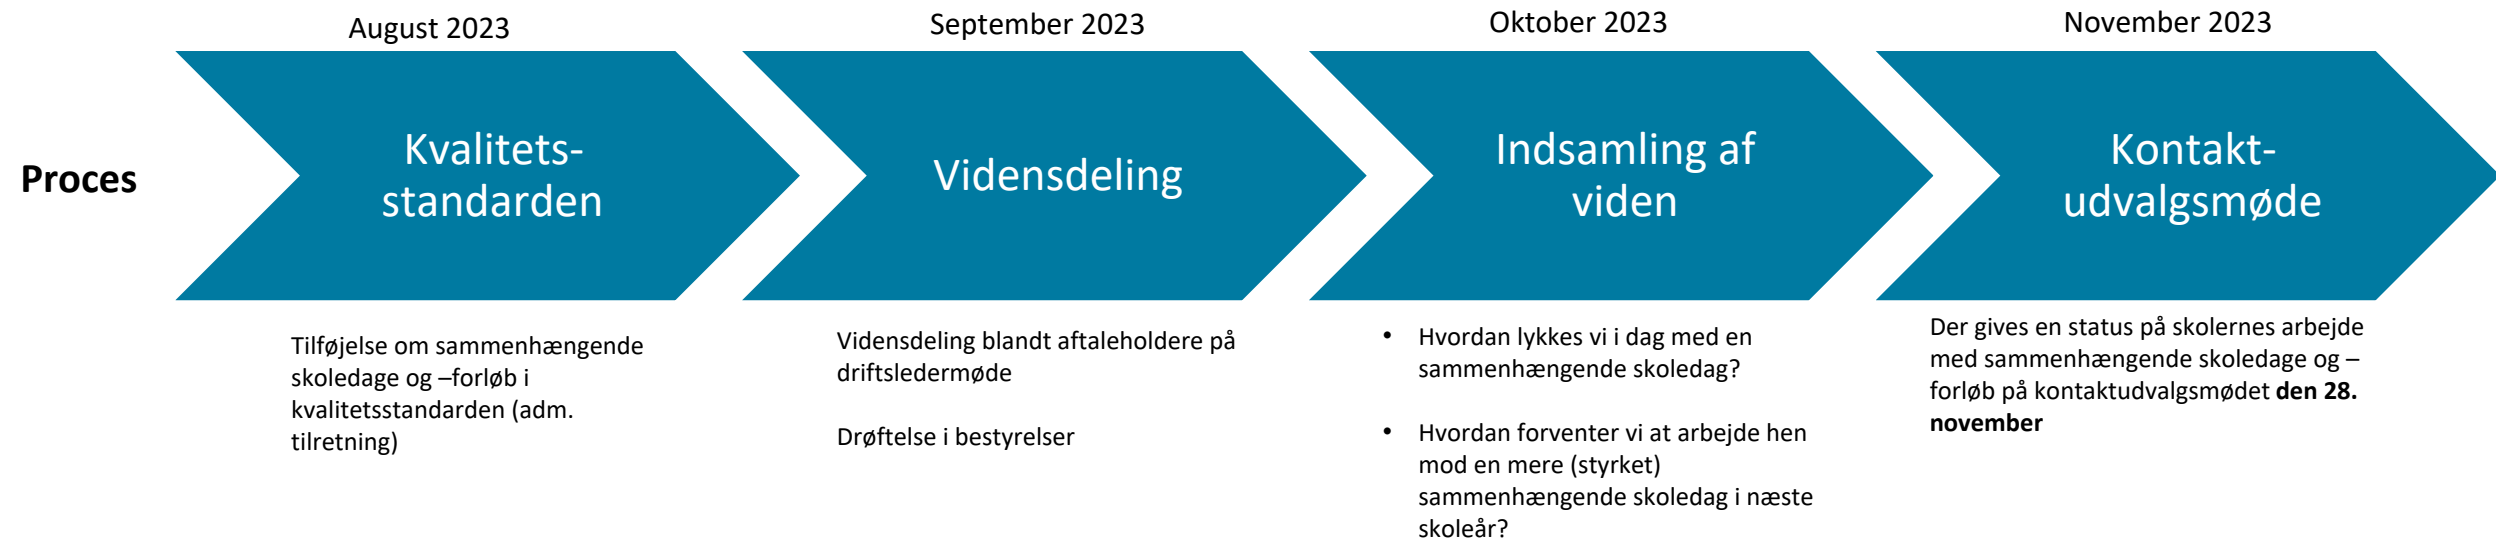 Proces
August 2023
Kvalitets-
standarden
Tilføjelse om sammenhængende
skoledage og –forløb i
kvalitetsstandarden (adm.
tilretning)
September 2023
Vidensdeling
Vidensdeling blandt aftaleholdere på
driftsledermøde
Drøftelse i bestyrelser
Oktober 2023
Indsamling af
viden
• Hvordan lykkes vi i dag med en
sammenhængende skoledag?
• Hvordan forventer vi at arbejde hen
mod en mere (styrket)
sammenhængende skoledag i næste
skoleår?
November 2023
Kontakt-
udvalgsmøde
Der gives en status på skolernes arbejde
med sammenhængende skoledage og –
forløb på kontaktudvalgsmødet den 28.
november